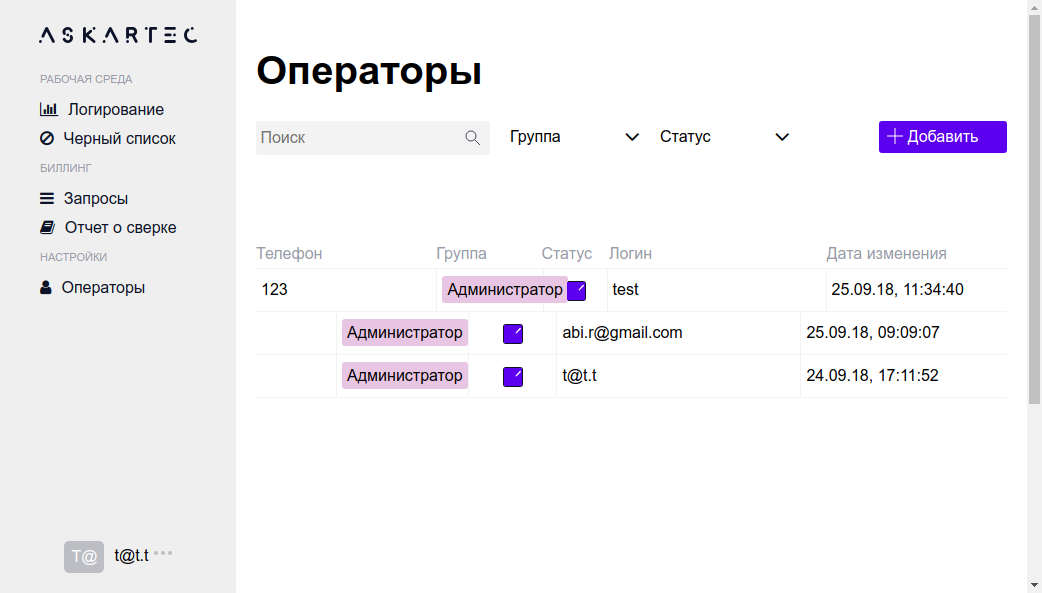 ASKARTEC
РАБОЧАЯ СРЕДА
Логирование
Черный список
БИЛЛИНГ
Запросы
Отчет о сверке
НАСТРОЙКИ
Операторы
T@ t@t.t
Операторы
Поиск Группа Статус Добавить
Телефон Группа Статус Логин Дата изменения
123 Администратор test 25.09.18, 11:34:40
Администратор abi.r@gmail.com 25.09.18, 09:09:07
Администратор t@t.t 24.09.18, 17:11:52